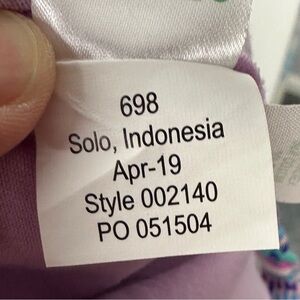 698
Solo, Indonesia
Apr-19
Style 002140
PO 051504